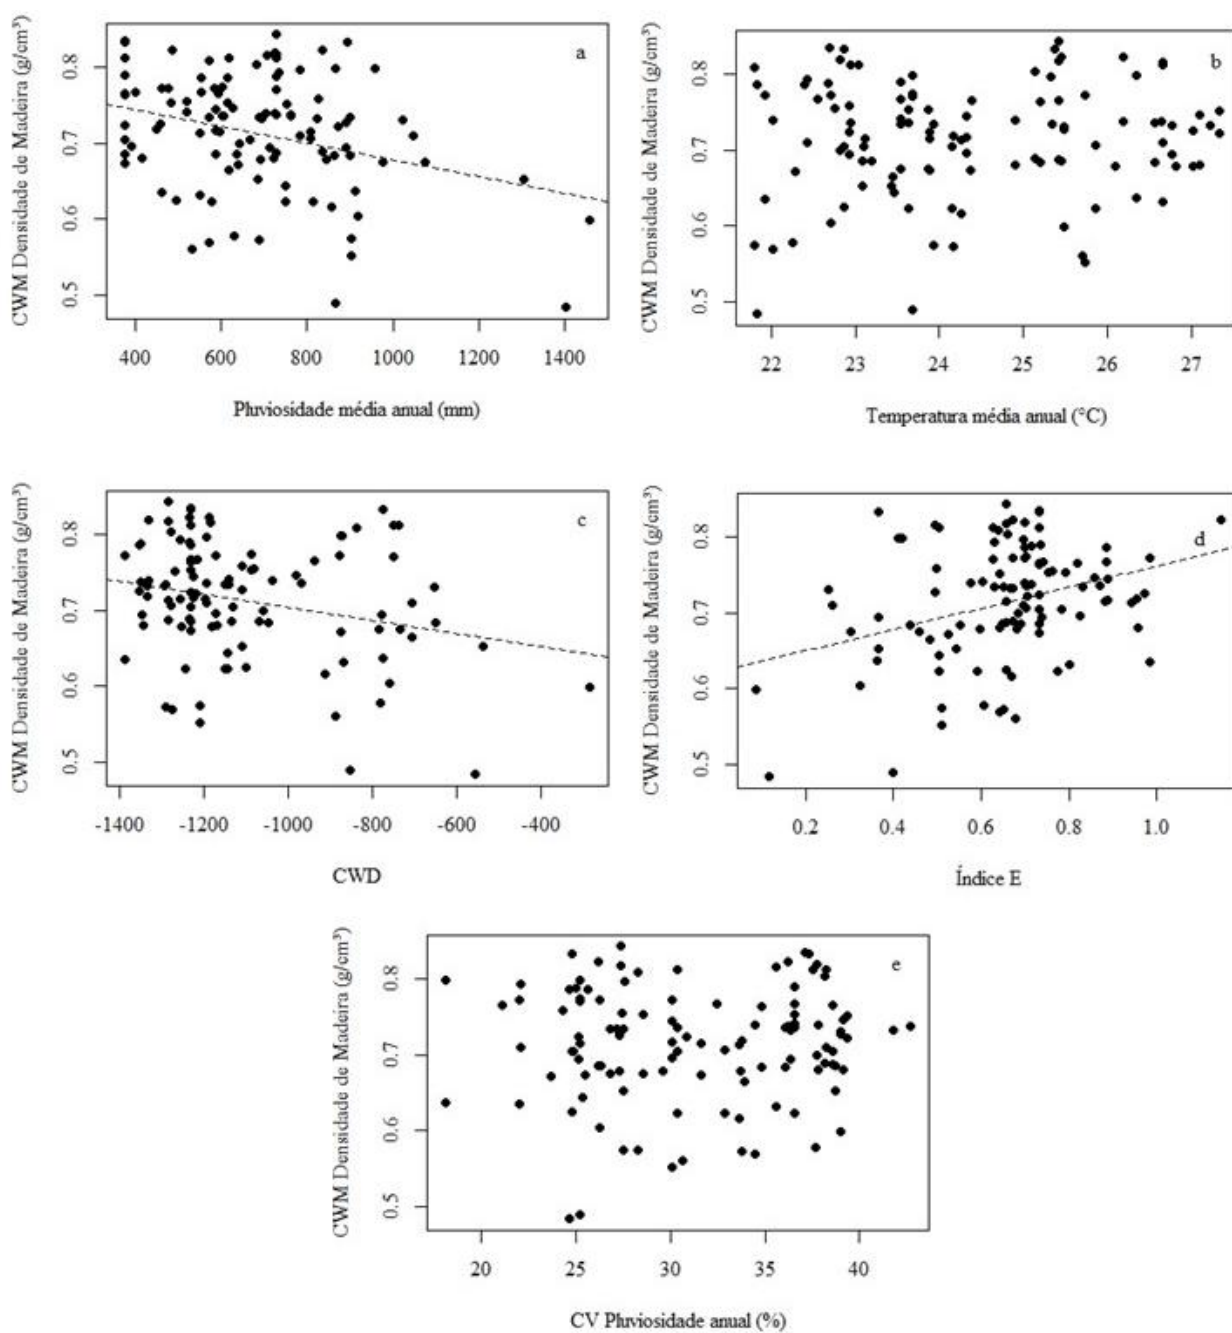 a
CWM Densidade de Madeira (g/cm³)
0.5 0.6 0.7 0.8
400 600 800 1000 1200 1400
Pluviosidade média anual (mm)
b
CWM Densidade de Madeira (g/cm³)
0.5 0.6 0.7 0.8
22 23 24 25 26 27
Temperatura média anual (°C)
c
CWM Densidade de Madeira (g/cm³)
0.5 0.6 0.7 0.8
-1400 -1200 -1000 -800 -600 -400
CWD
d
CWM Densidade de Madeira (g/cm³)
0.5 0.6 0.7 0.8
0.2 0.4 0.6 0.8 1.0
Índice E
e
CWM Densidade de Madeira (g/cm³)
0.5 0.6 0.7 0.8
20 25 30 35 40
CV Pluviosidade anual (%)